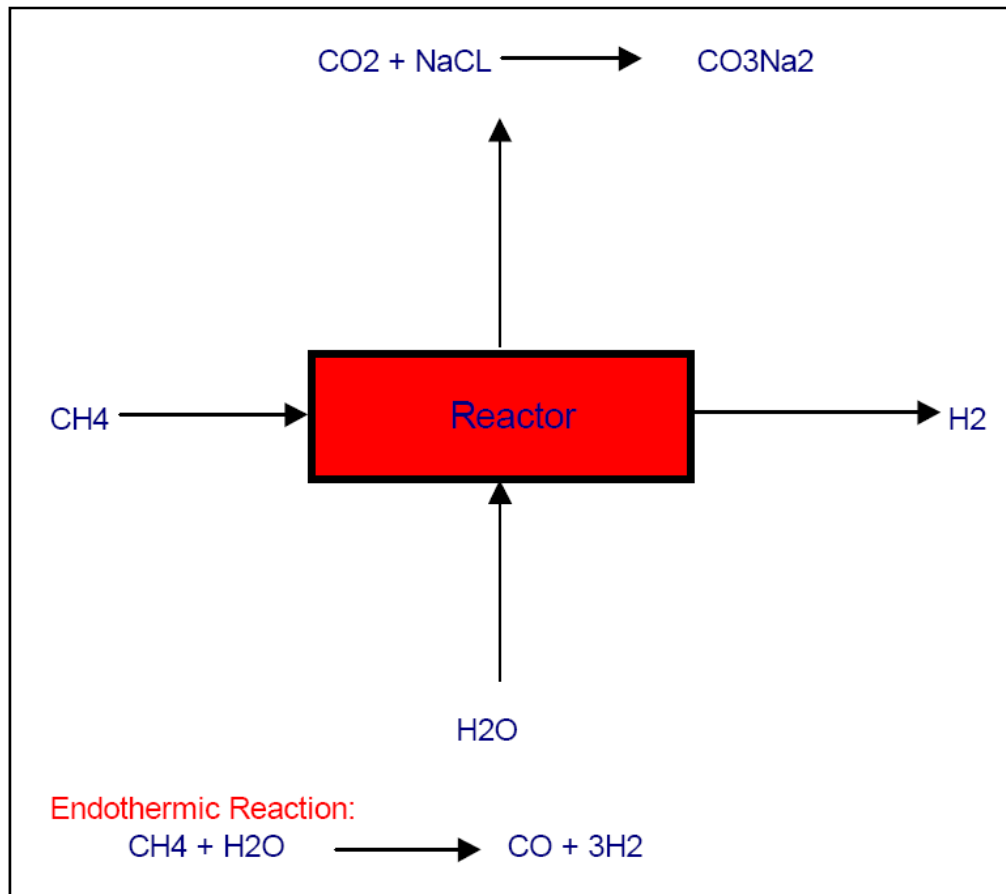 CO2 + NaCL CO3Na2
CH4 Reactor H2
H2O
Endothermic Reaction:
CH4 + H2O CO + 3H2